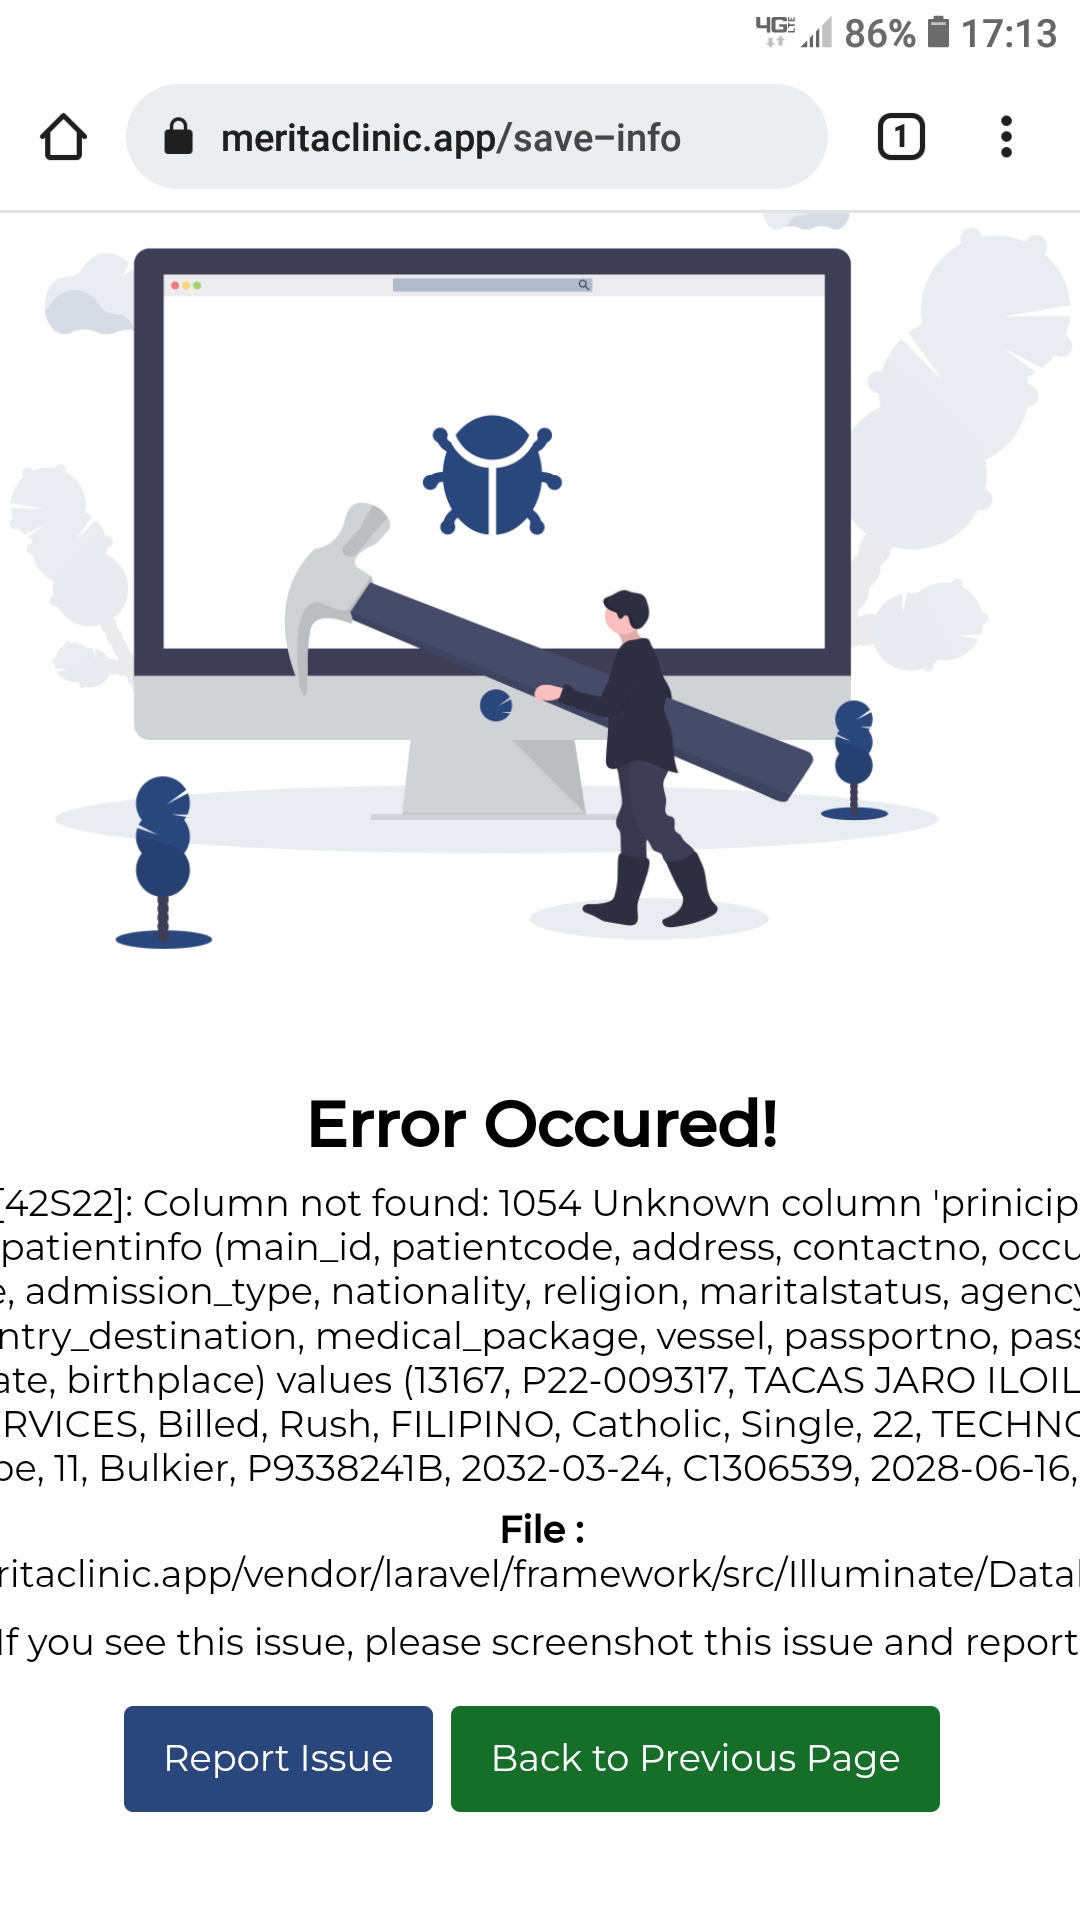 4G LTE 86% 17:13
meritaclinic.app/save-info
1
Error Occured!
[42S22]: Column not found: 1054 Unknown column 'prinicip
patientinfo (main_id, patientcode, address, contactno, occu
e, admission_type, nationality, religion, maritalstatus, agency
ntry_destination, medical_package, vessel, passportno, pass
ate, birthplace) values (13167, P22-009317, TACAS JARO ILOIL
RVICES, Billed, Rush, FILIPINO, Catholic, Single, 22, TECHNO
pe, 11, Bulkier, P9338241B, 2032-03-24, C1306539, 2028-06-16,
File :
ritaclinic.app/vendor/laravel/framework/src/Illuminate/Data
If you see this issue, please screenshot this issue and report
Report Issue
Back to Previous Page